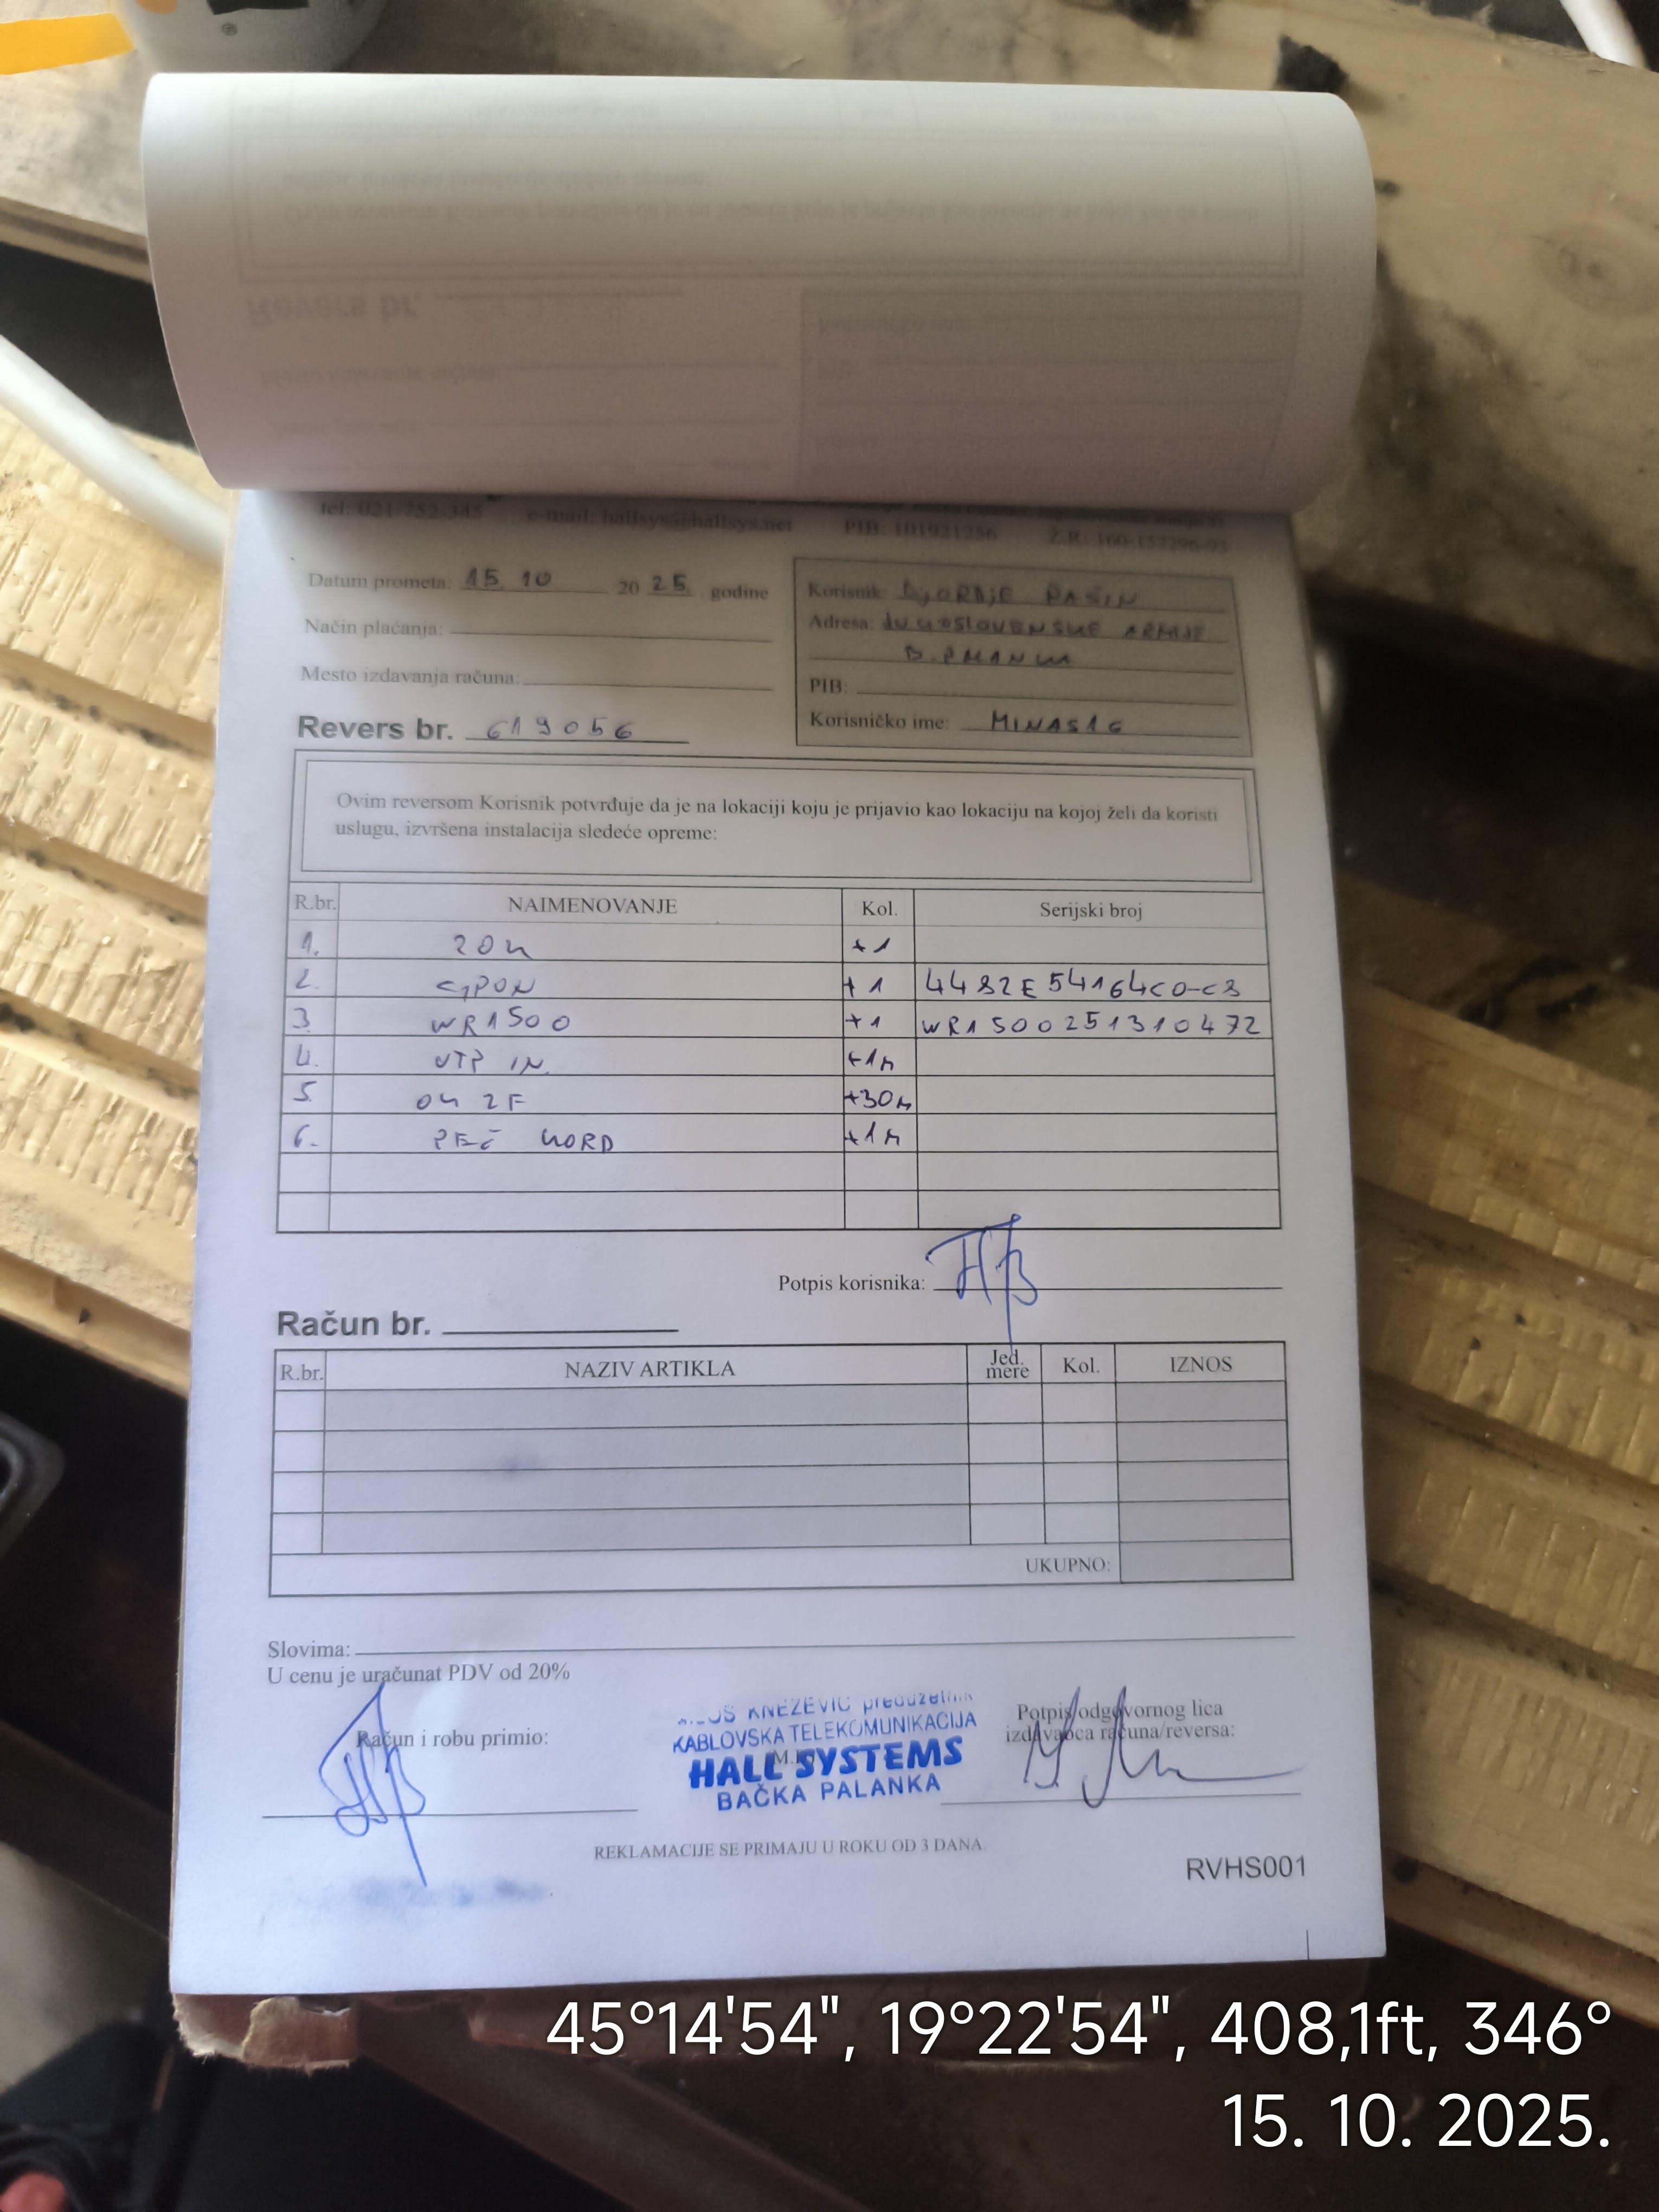 tel: 021/752-345 e-mail: hallsys@hallsys.net PIB: 101921256 Ž.R: 160-157296-93
Datum prometa: 15. 10 20 25. godine
Način plaćanja:
Mesto izdavanja računa:
Revers br. 619056
Korisnik: DJORDJE PAŠIN
Adresa: JUGOSLOVENSKE ARMIJE
B. PALANKA
PIB:
Korisničko ime: MINAS16
Ovim reversom Korisnik potvrđuje da je na lokaciji koju je prijavio kao lokaciju na kojoj želi da koristi
uslugu, izvršena instalacija sledeće opreme:
R.br. NAIMENOVANJE Kol. Serijski broj
1. ZOK +1
2. GPON +1 4482E54164C0-C8
3. WR1500 +1 WR1500251310472
4. UTP IN +1m
5. OK 2F +30m
6. PEČ KORD +1m
Potpis korisnika:
Račun br.
R.br. NAZIV ARTIKLA Jed. mere Kol. IZNOS
UKUPNO:
Slovima:
U cenu je uračunat PDV od 20%
Račun i robu primio:
KNEŽEVIĆ preduzetnik
KABLOVSKA TELEKOMUNIKACIJA
M.P.
HALL SYSTEMS
BAČKA PALANKA
Potpis odgovornog lica
izdavaoca računa/reversa:
REKLAMACIJE SE PRIMAJU U ROKU OD 3 DANA.
RVHS001
45°14'54", 19°22'54", 408,1ft, 346°
15. 10. 2025.